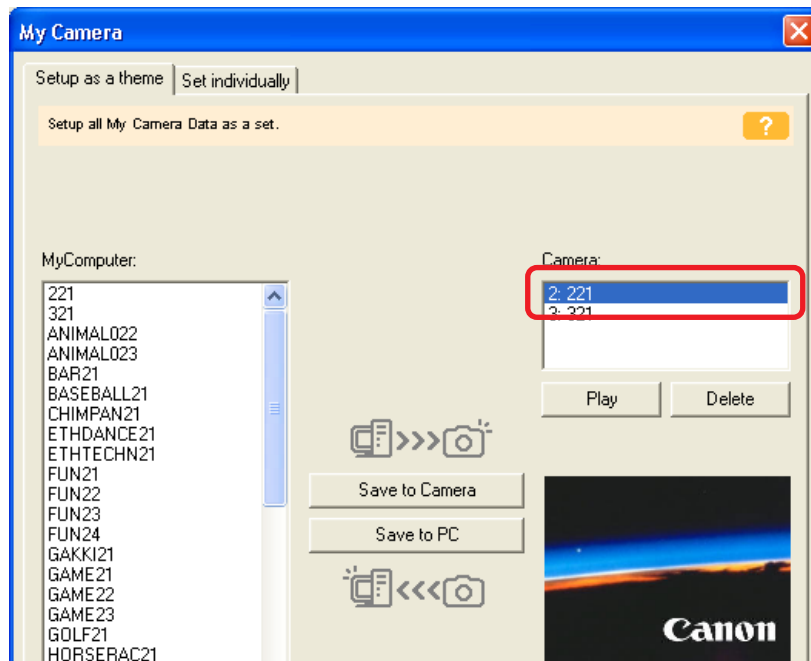 My Camera
Setup as a theme
Set individually
Setup all My Camera Data as a set.
?
MyComputer:
221
321
ANIMAL022
ANIMAL023
BAR21
BASEBALL21
CHIMPAN21
ETHDANCE21
ETHTECHN21
FUN21
FUN22
FUN23
FUN24
GAKKI21
GAME21
GAME22
GAME23
GOLF21
HORSERAC21
>>>
Save to Camera
Save to PC
<<<
Camera:
2: 221
3: 321
Play
Delete
Canon